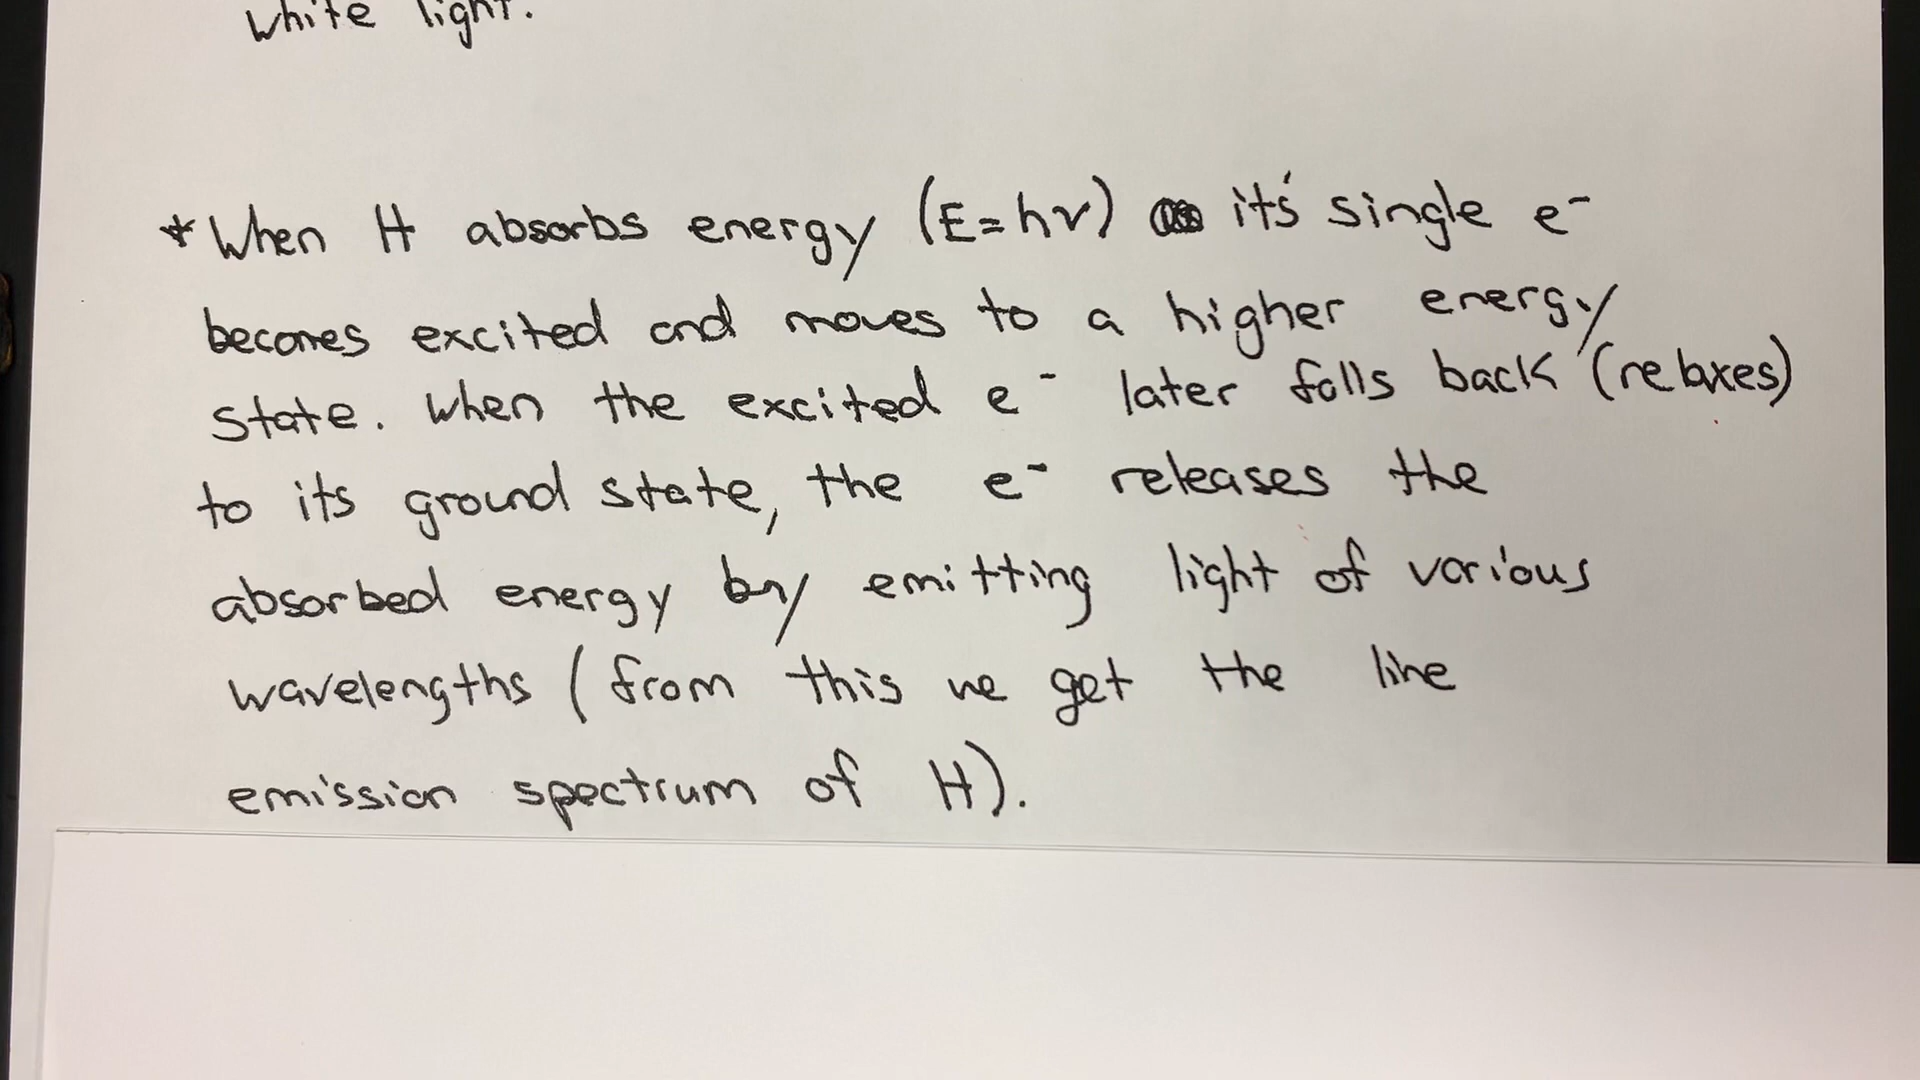 white light.
* When H absorbs energy (E=hν) it's single e⁻
becomes excited and moves to a higher energy
state. When the excited e⁻ later falls back (relaxes)
to its ground state, the e⁻ releases the
absorbed energy by emitting light of various
wavelengths (from this we get the line
emission spectrum of H).